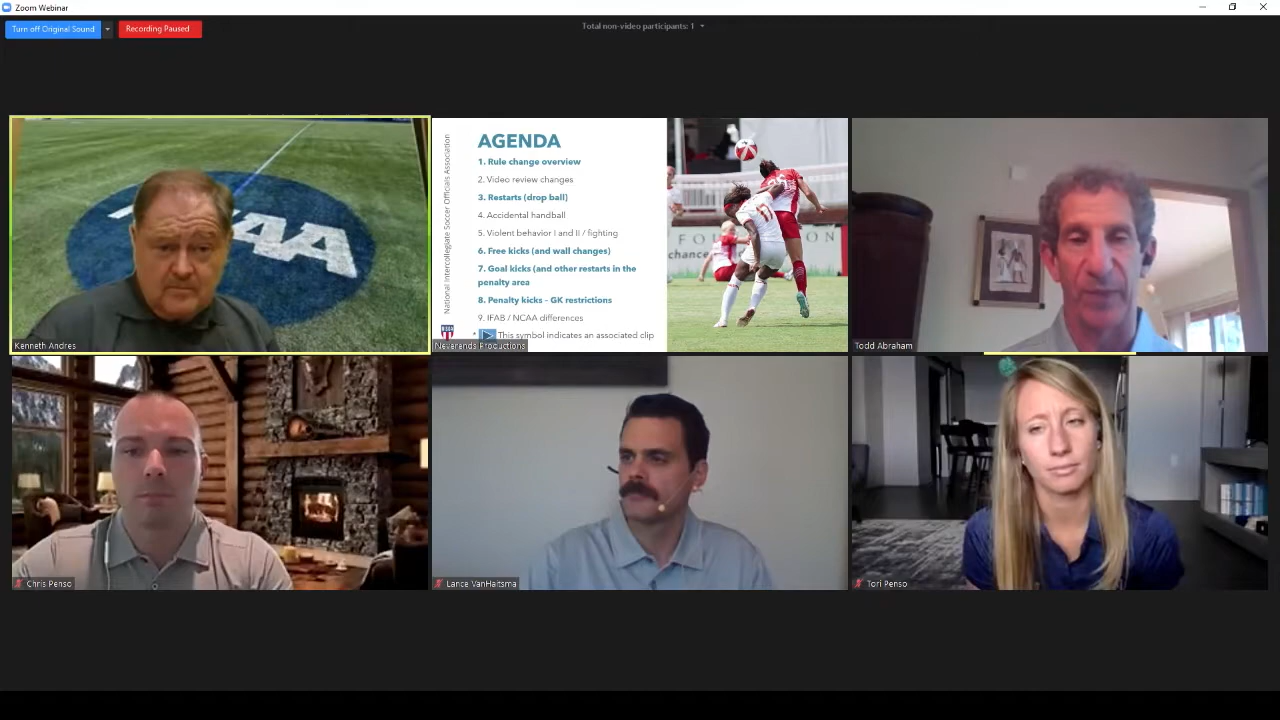 Zoom Webinar
Turn off Original Sound
Recording Paused
Total non-video participants: 1
AGENDA
1. Rule change overview
2. Video review changes
3. Restarts (drop ball)
4. Accidental handball
5. Violent behavior I and II / fighting
6. Free kicks (and wall changes)
7. Goal kicks (and other restarts in the
penalty area
8. Penalty kicks – GK restrictions
9. IFAB / NCAA differences
* This symbol indicates an associated clip
National Intercollegiate Soccer Officials Association
Kenneth Andres
Neverends Productions
Todd Abraham
Chris Penso
Lance VanHaitsma
Tori Penso